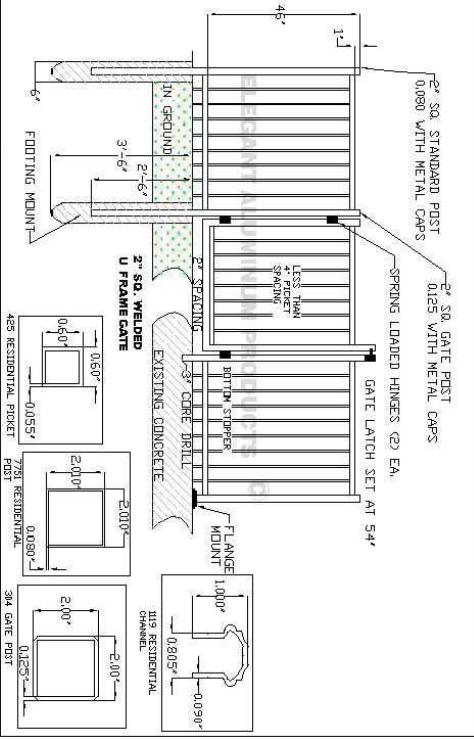 2" SQ. STANDARD POST
0.080 WITH METAL CAPS
2" SQ. GATE POST
0.125 WITH METAL CAPS
SPRING LOADED HINGES (2) EA.
GATE LATCH SET AT 54"
1"
46"
ELEGANT ALUMINUM PRODUCTS ©
LESS THAN
4" PICKET
SPACING
BOTTOM STOPPER
2" SPACING
3" CORE DRILL
FLANGE
MOUNT
IN GROUND
EXISTING CONCRETE
2'-6"
3'-6"
6"
FOOTING MOUNT
2" SQ. WELDED
U FRAME GATE
0.60"
0.60"
0.055"
425 RESIDENTIAL PICKET
2.010"
2.010"
0.080"
7751 RESIDENTIAL
POST
2.00"
2.00"
0.125"
304 GATE POST
1.000"
0.805"
0.090"
1119 RESIDENTIAL
CHANNEL